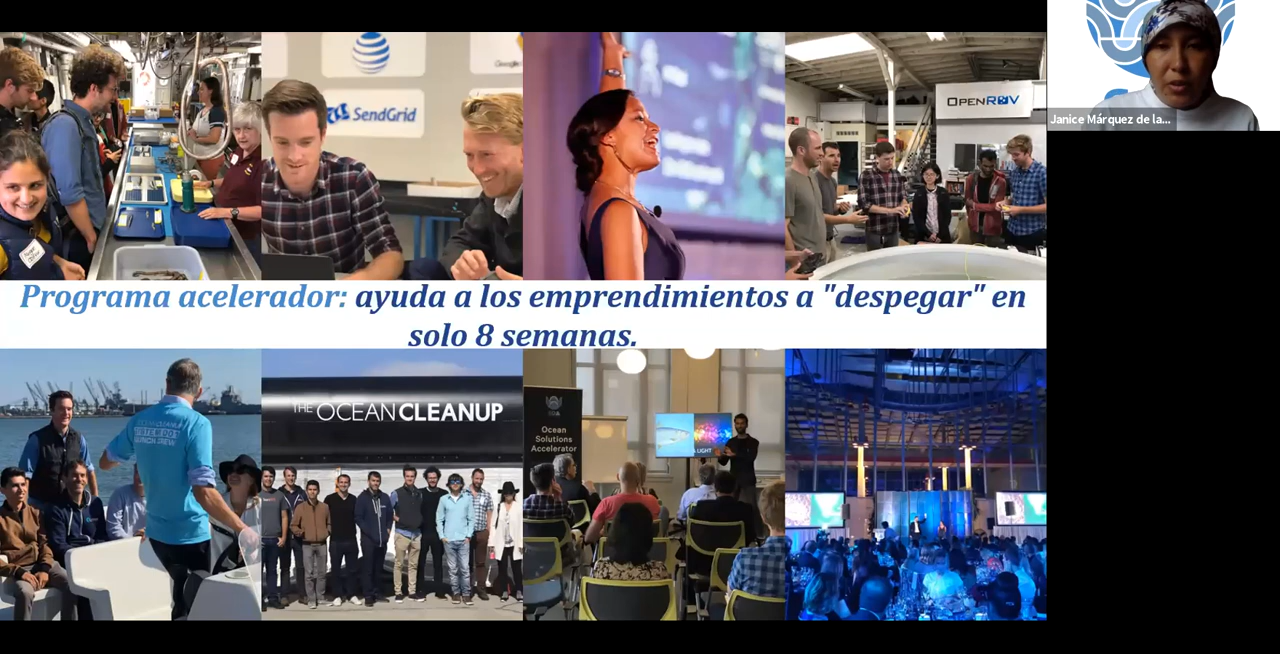 SendGrid
OPENROV
Janice Márquez de la...
Programa acelerador: ayuda a los emprendimientos a "despegar" en
solo 8 semanas.
THE OCEAN CLEANUP
Ocean
Solutions
Accelerator
LIGHT